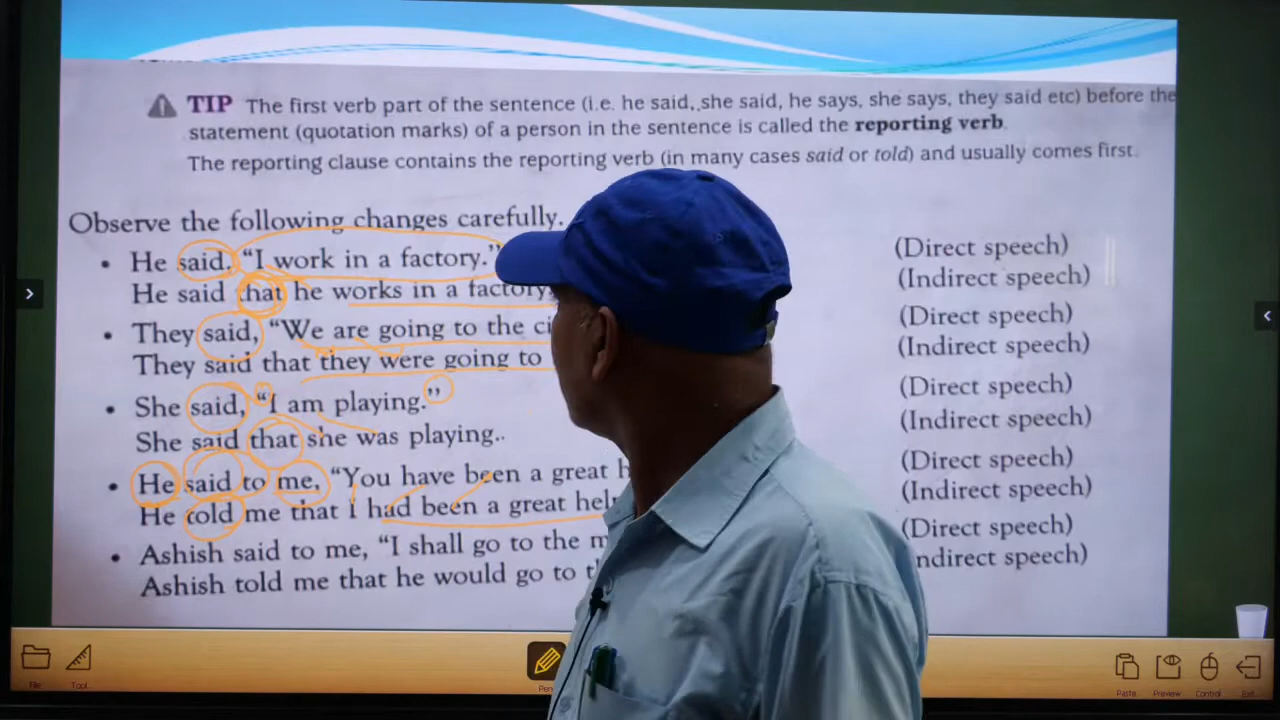 TIP The first verb part of the sentence (i.e. he said, she said, he says, she says, they said etc) before the
statement (quotation marks) of a person in the sentence is called the reporting verb.
The reporting clause contains the reporting verb (in many cases said or told) and usually comes first.
Observe the following changes carefully.
• He said, “I work in a factory.” (Direct speech)
He said that he works in a factory. (Indirect speech)
• They said, “We are going to the (Direct speech)
They said that they were going to (Indirect speech)
• She said, “I am playing.” (Direct speech)
She said that she was playing.. (Indirect speech)
• He said to me, “You have been a great (Direct speech)
He told me that I had been a great (Indirect speech)
• Ashish said to me, “I shall go to the (Direct speech)
Ashish told me that he would go to ndirect speech)
File
Tool
Pen
Paste
Preview
Control
Exit